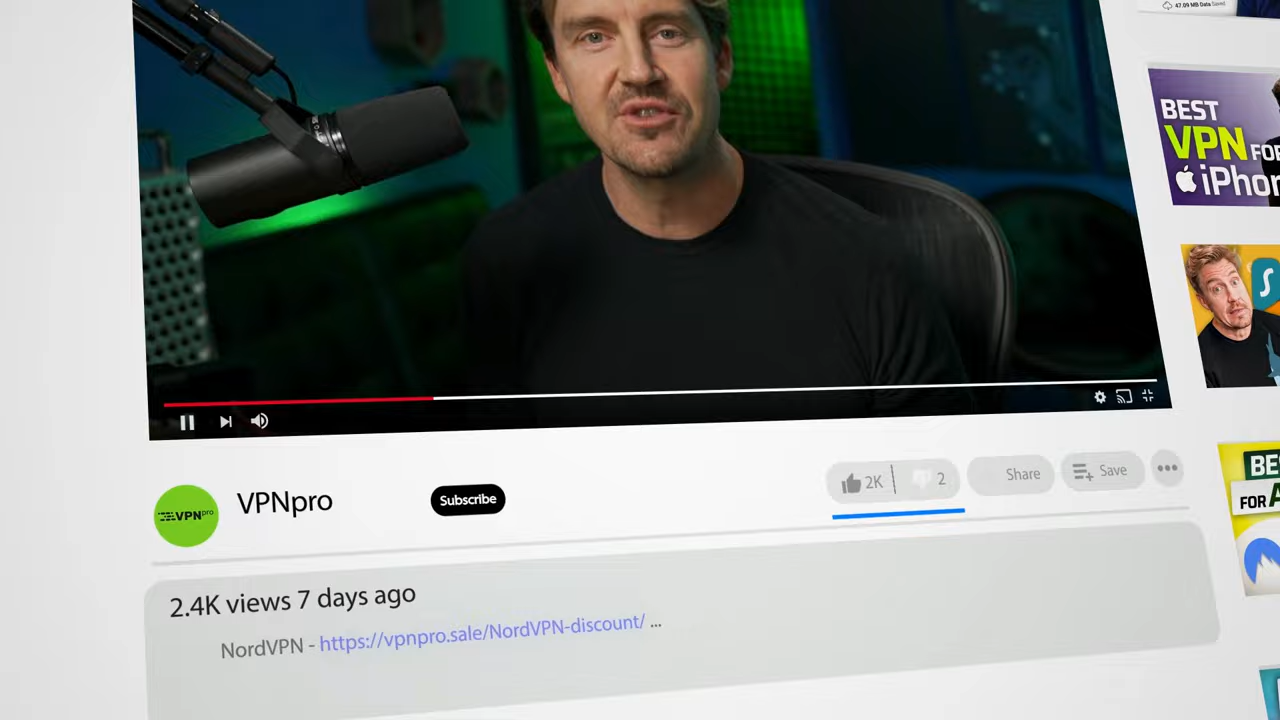 47.09 MB Data Saved
BEST
VPN FOR
iPhon
VPNpro
VPNpro
Subscribe
2K
2
Share
Save
2.4K views 7 days ago
NordVPN - https://vpnpro.sale/NordVPN-discount/ ...
BE
FOR A